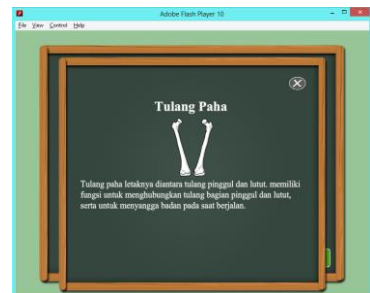 Adobe Flash Player 10
File View Control Help
Tulang Paha
Tulang paha letaknya diantara tulang pinggul dan lutut. memiliki
fungsi untuk menghubungkan tulang bagian pinggul dan lutut,
serta untuk menyangga badan pada saat berjalan.